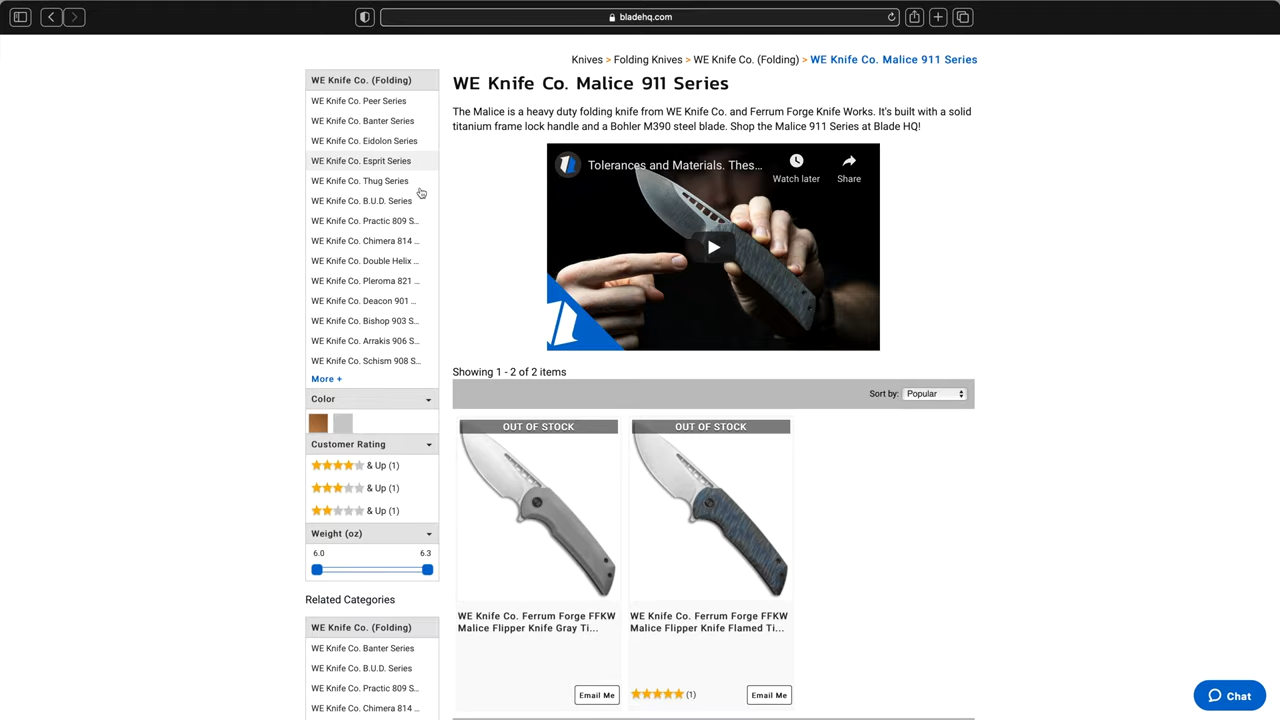 bladehq.com
Knives > Folding Knives > WE Knife Co. (Folding) > WE Knife Co. Malice 911 Series
WE Knife Co. (Folding)
WE Knife Co. Peer Series
WE Knife Co. Banter Series
WE Knife Co. Eidolon Series
WE Knife Co. Esprit Series
WE Knife Co. Thug Series
WE Knife Co. B.U.D. Series
WE Knife Co. Practic 809 S...
WE Knife Co. Chimera 814 ...
WE Knife Co. Double Helix ...
WE Knife Co. Pleroma 821 ...
WE Knife Co. Deacon 901 ...
WE Knife Co. Bishop 903 S...
WE Knife Co. Arrakis 906 S...
WE Knife Co. Schism 908 S...
More +
Color
Customer Rating
& Up (1)
& Up (1)
& Up (1)
Weight (oz)
6.0 6.3
Related Categories
WE Knife Co. (Folding)
WE Knife Co. Banter Series
WE Knife Co. B.U.D. Series
WE Knife Co. Practic 809 S...
WE Knife Co. Chimera 814 ...
WE Knife Co. Malice 911 Series
The Malice is a heavy duty folding knife from WE Knife Co. and Ferrum Forge Knife Works. It's built with a solid
titanium frame lock handle and a Bohler M390 steel blade. Shop the Malice 911 Series at Blade HQ!
Tolerances and Materials. Thes...
Watch later
Share
Showing 1 - 2 of 2 items
Sort by: Popular
OUT OF STOCK
WE Knife Co. Ferrum Forge FFKW
Malice Flipper Knife Gray Ti...
Email Me
OUT OF STOCK
WE Knife Co. Ferrum Forge FFKW
Malice Flipper Knife Flamed Ti...
(1)
Email Me
Chat